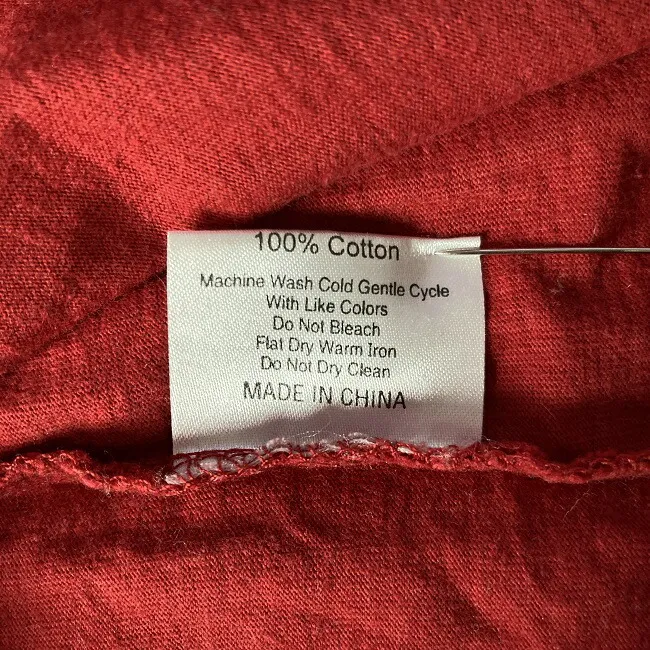 100% Cotton
Machine Wash Cold Gentle Cycle
With Like Colors
Do Not Bleach
Flat Dry Warm Iron
Do Not Dry Clean
MADE IN CHINA